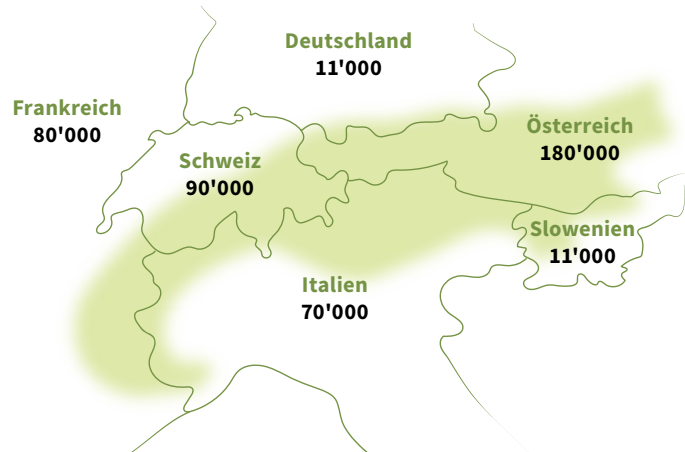 Deutschland
11'000
Frankreich
80'000
Österreich
180'000
Schweiz
90'000
Slowenien
11'000
Italien
70'000